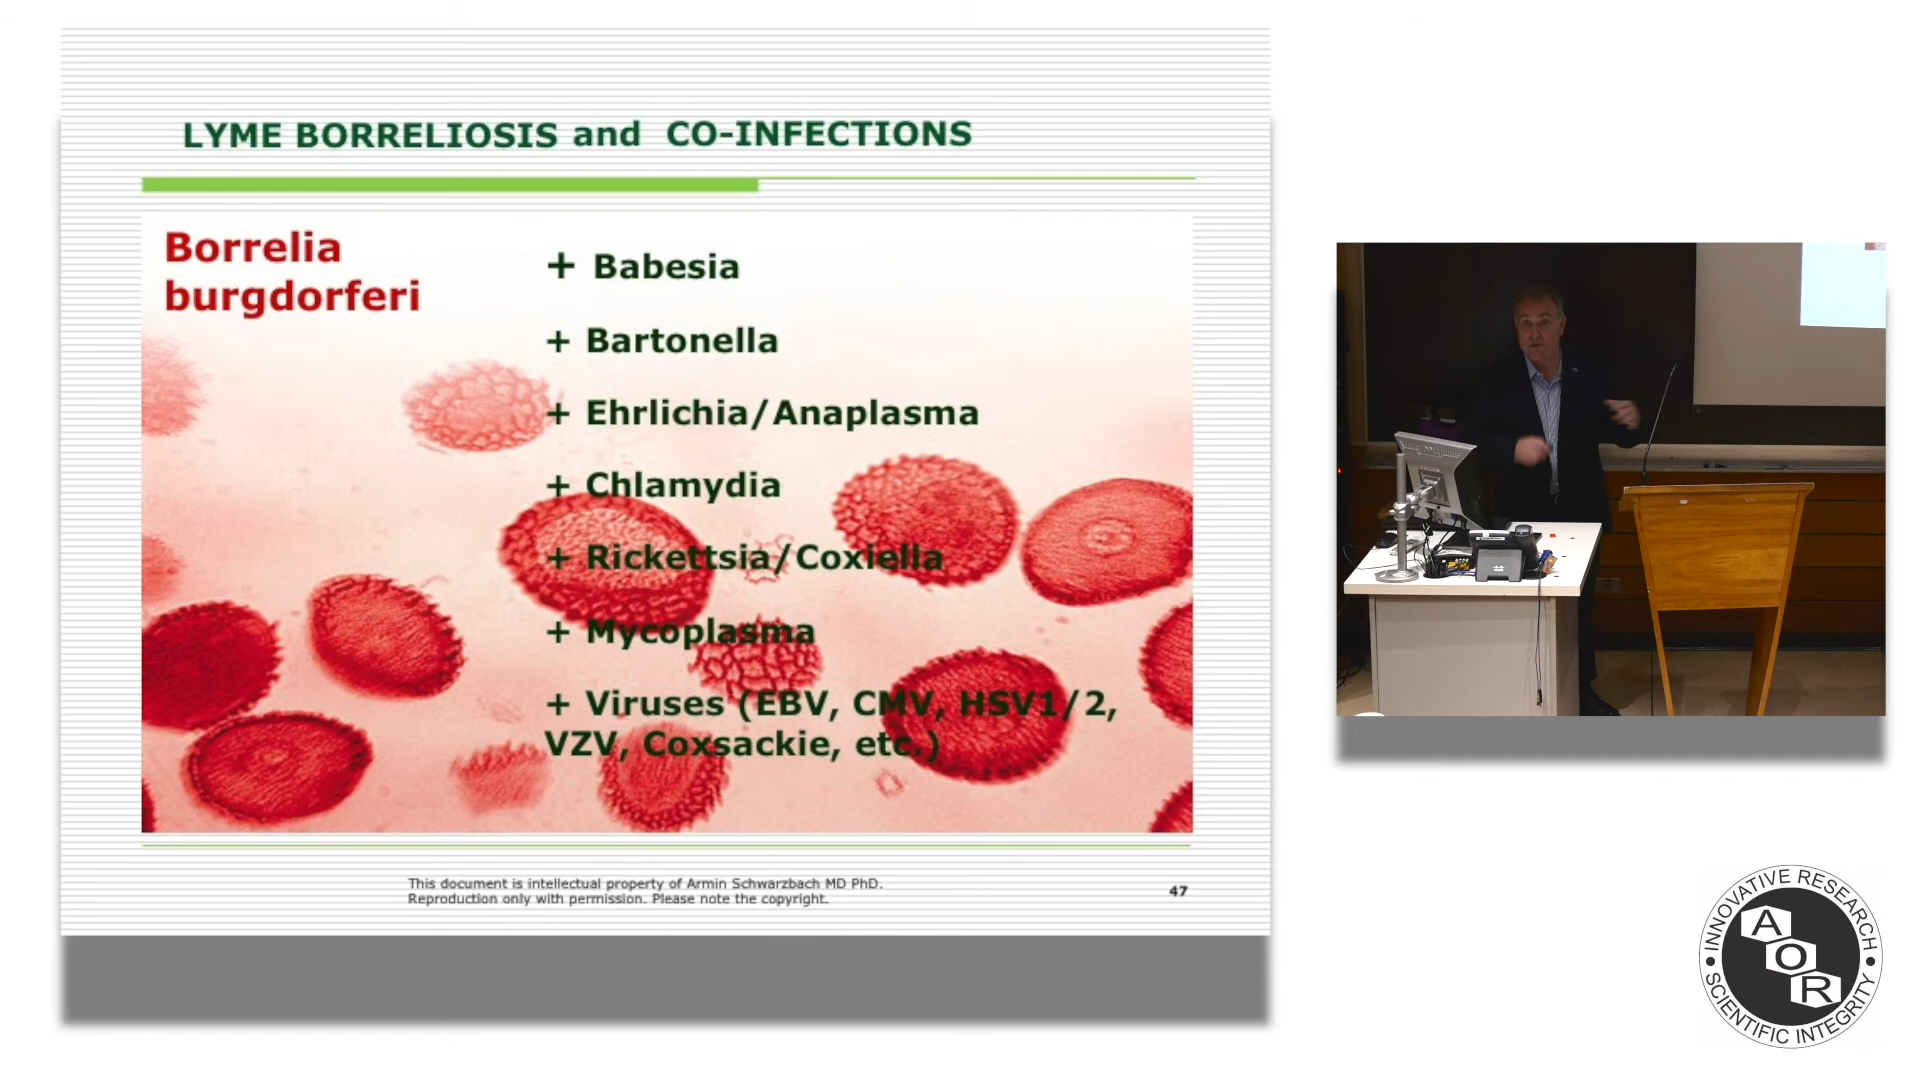 LYME BORRELIOSIS and CO-INFECTIONS
Borrelia
burgdorferi
+ Babesia
+ Bartonella
+ Ehrlichia/Anaplasma
+ Chlamydia
+ Rickettsia/Coxiella
+ Mycoplasma
+ Viruses (EBV, CMV, HSV1/2,
VZV, Coxsackie, etc.)
This document is intellectual property of Armin Schwarzbach MD PhD.
Reproduction only with permission. Please note the copyright.
47
INNOVATIVE RESEARCH
AOR
SCIENTIFIC INTEGRITY